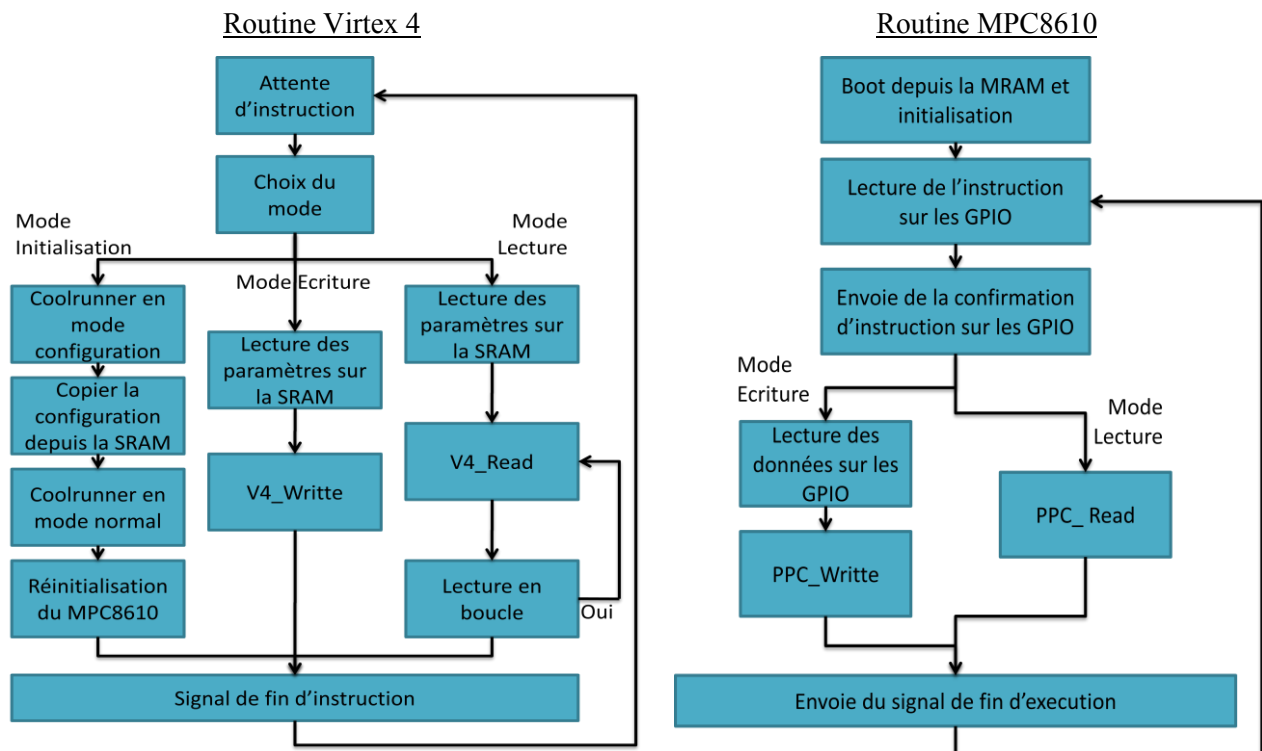 Routine Virtex 4
Attente
d’instruction
Choix du
mode
Mode
Initialisation
Mode Ecriture
Mode
Lecture
Coolrunner en
mode
configuration
Copier la
configuration
depuis la SRAM
Coolrunner en
mode normal
Réinitialisation
du MPC8610
Lecture des
paramètres sur
la SRAM
V4_Writte
Lecture des
paramètres sur
la SRAM
V4_Read
Lecture en
boucle
Oui
Signal de fin d’instruction
Routine MPC8610
Boot depuis la MRAM et
initialisation
Lecture de l’instruction
sur les GPIO
Envoie de la confirmation
d’instruction sur les GPIO
Mode
Ecriture
Mode
Lecture
Lecture des
données sur les
GPIO
PPC_Writte
PPC_ Read
Envoie du signal de fin d’execution